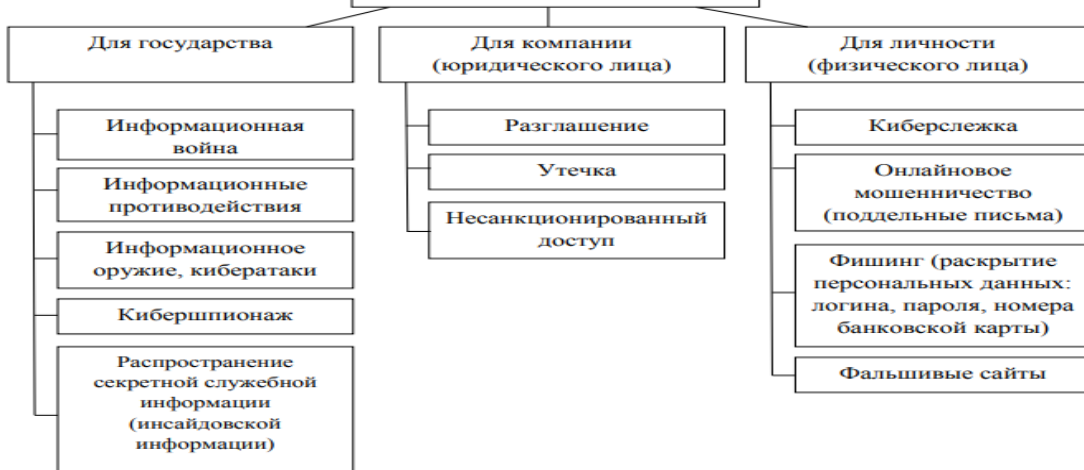 Для государства
Для компании
(юридического лица)
Для личности
(физического лица)
Информационная
война
Информационные
противодействия
Информационное
оружие, кибератаки
Кибершпионаж
Распространение
секретной служебной
информации
(инсайдовской
информации)
Разглашение
Утечка
Несанкционированный
доступ
Киберслежка
Онлайновое
мошенничество
(поддельные письма)
Фишинг (раскрытие
персональных данных:
логина, пароля, номера
банковской карты)
Фальшивые сайты